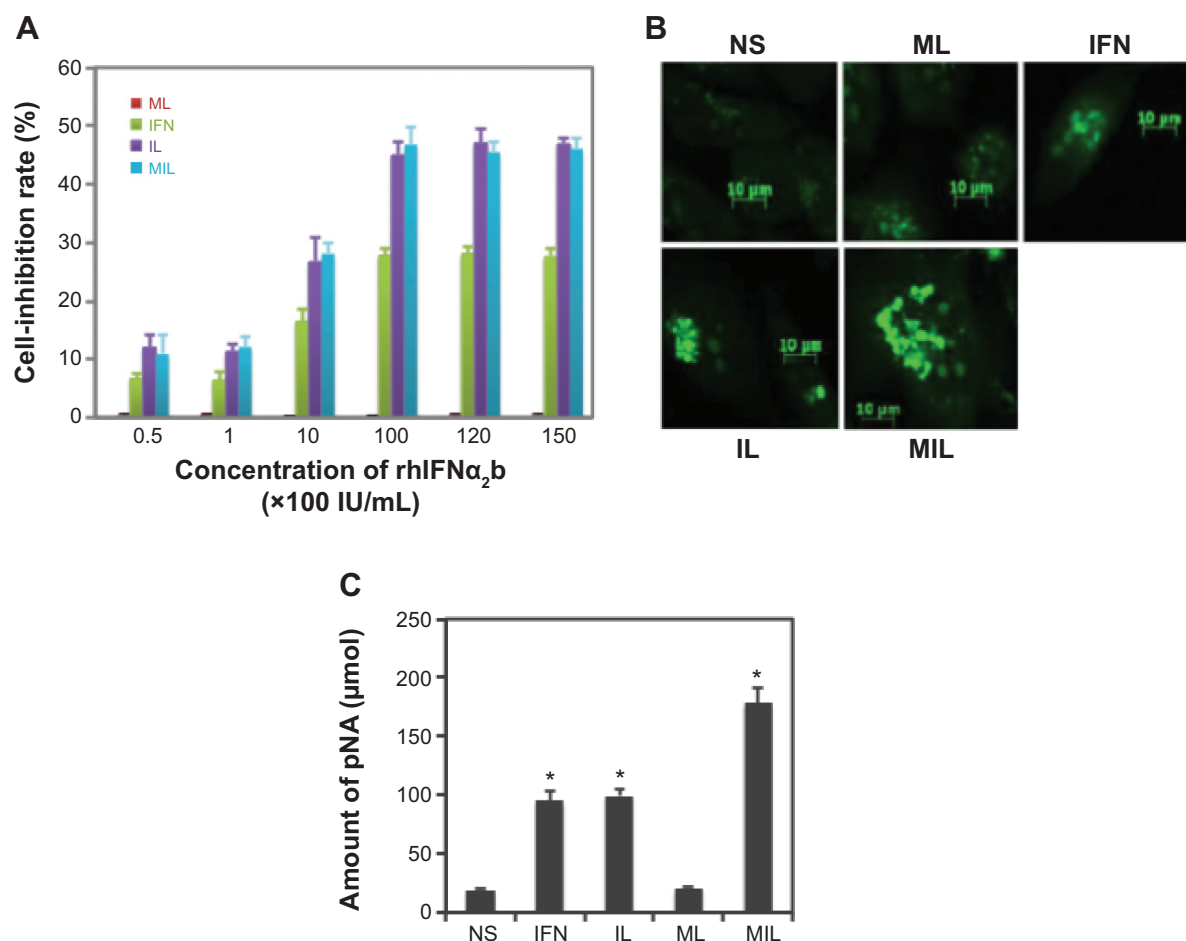 A
60
50
40
30
20
10
0
Cell-inhibition rate (%)
ML
IFN
IL
MIL
0.5 1 10 100 120 150
Concentration of rhIFNα₂b
(×100 IU/mL)
B
NS ML IFN
10 µm
10 µm
10 µm
10 µm
10 µm
IL MIL
C
250
200
150
100
50
0
Amount of pNA (µmol)
* * *
NS IFN IL ML MIL